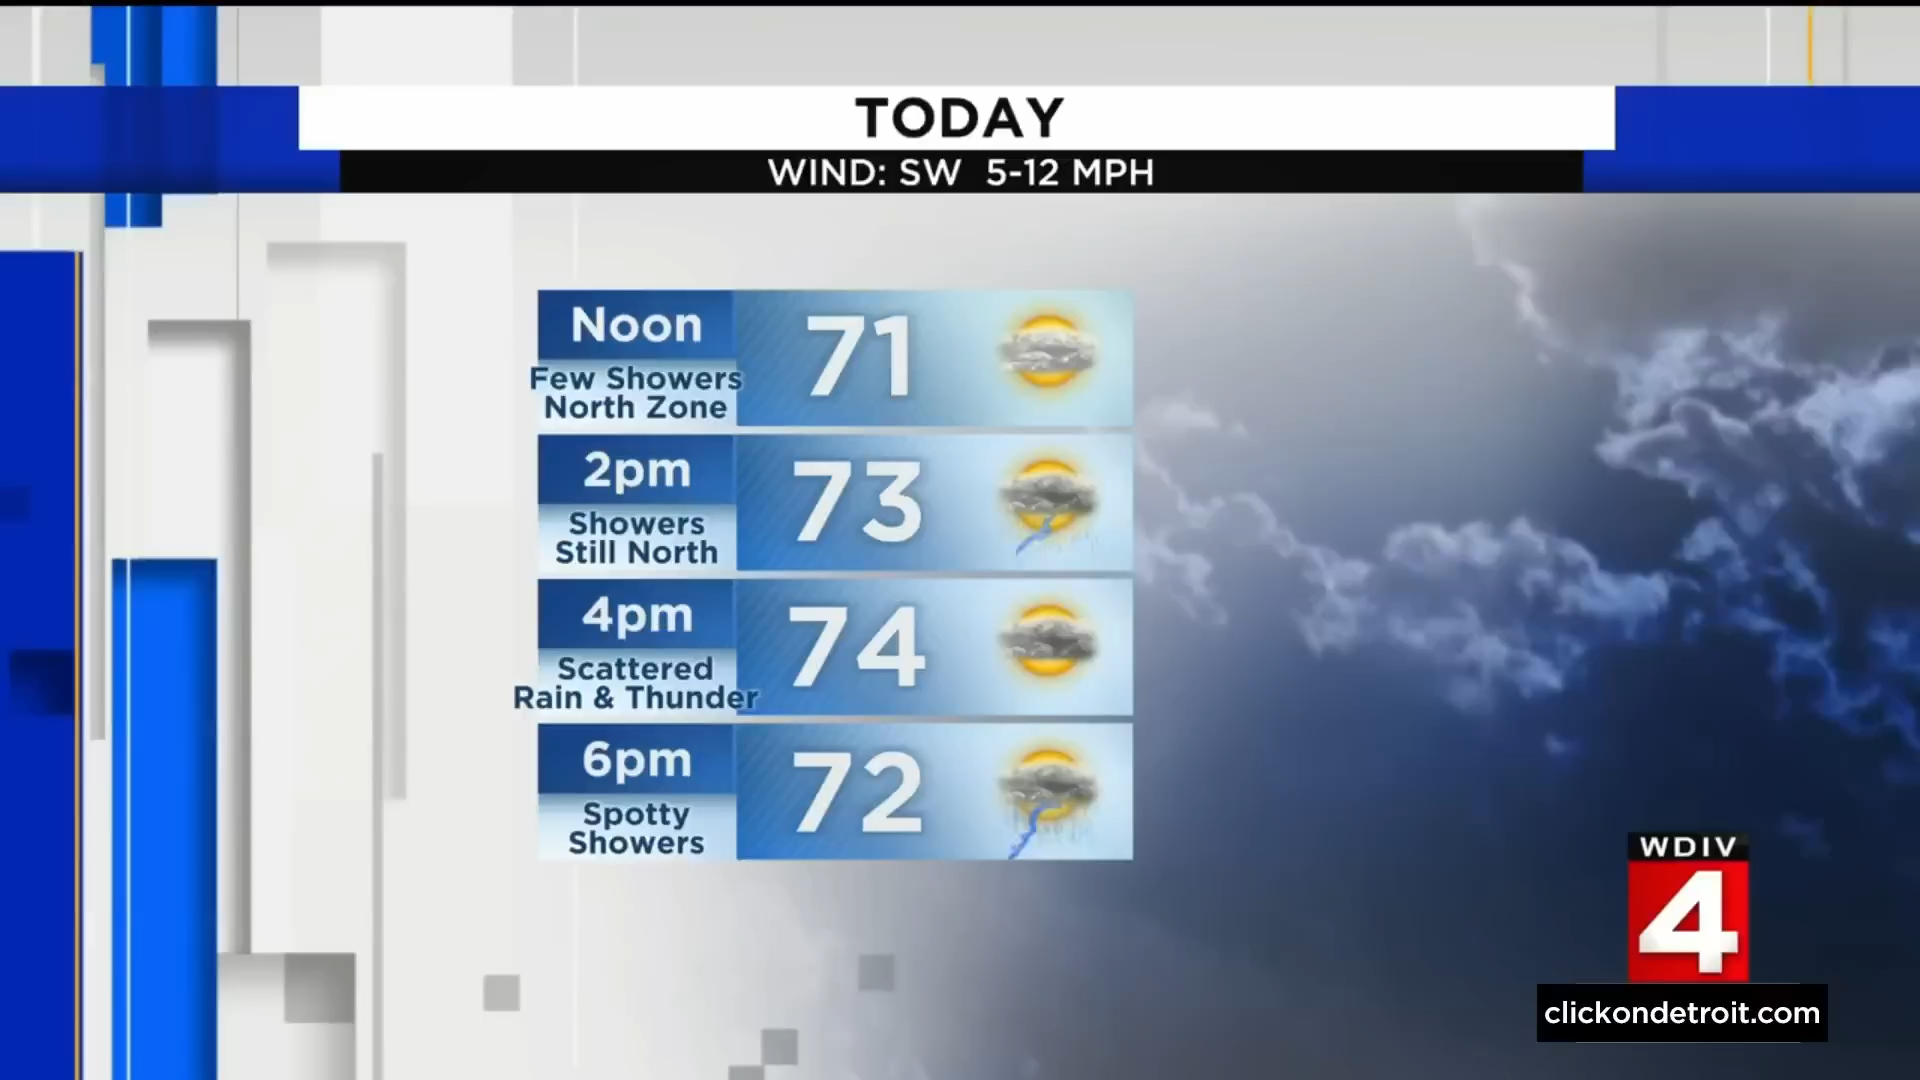 TODAY
WIND: SW 5-12 MPH
Noon
Few Showers
North Zone
71
2pm
Showers
Still North
73
4pm
Scattered
Rain & Thunder
74
6pm
Spotty
Showers
72
WDIV
4
clickondetroit.com